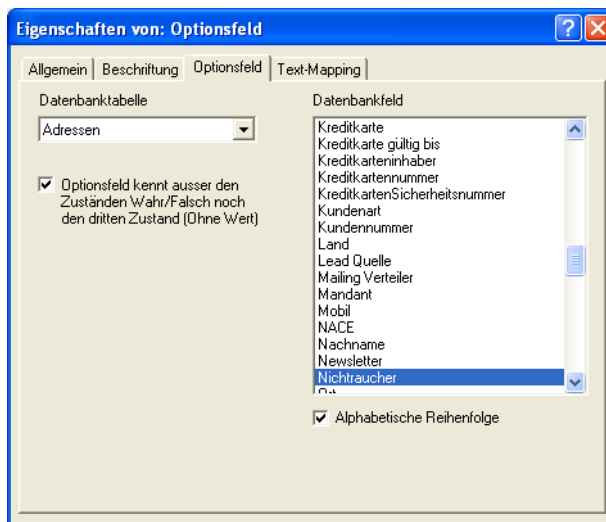 Eigenschaften von: Optionsfeld
Allgemein
Beschriftung
Optionsfeld
Text-Mapping
Datenbanktabelle
Adressen
Optionsfeld kennt ausser den
Zuständen Wahr/Falsch noch
den dritten Zustand (Ohne Wert)
Datenbankfeld
Kreditkarte
Kreditkarte gültig bis
Kreditkarteninhaber
Kreditkartennummer
KreditkartenSicherheitsnummer
Kundenart
Kundennummer
Land
Lead Quelle
Mailing Verteiler
Mandant
Mobil
NACE
Nachname
Newsletter
Nichtraucher
Alphabetische Reihenfolge